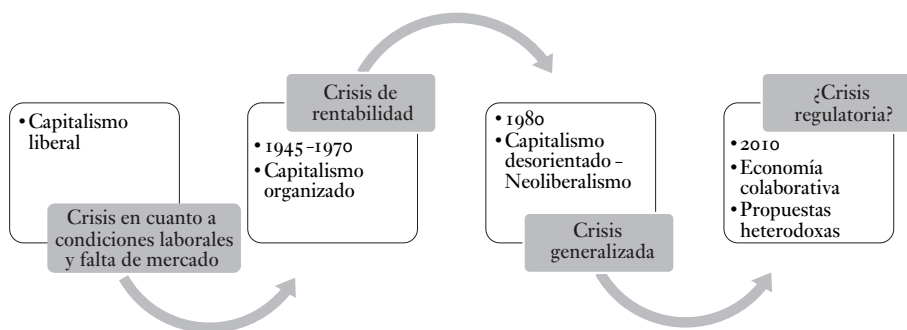 • Capitalismo
liberal
Crisis en cuanto a
condiciones laborales
y falta de mercado
Crisis de
rentabilidad
• 1945-1970
• Capitalismo
organizado
• 1980
• Capitalismo
desorientado –
Neoliberalismo
Crisis
generalizada
¿Crisis
regulatoria?
• 2010
• Economía
colaborativa
• Propuestas
heterodoxas